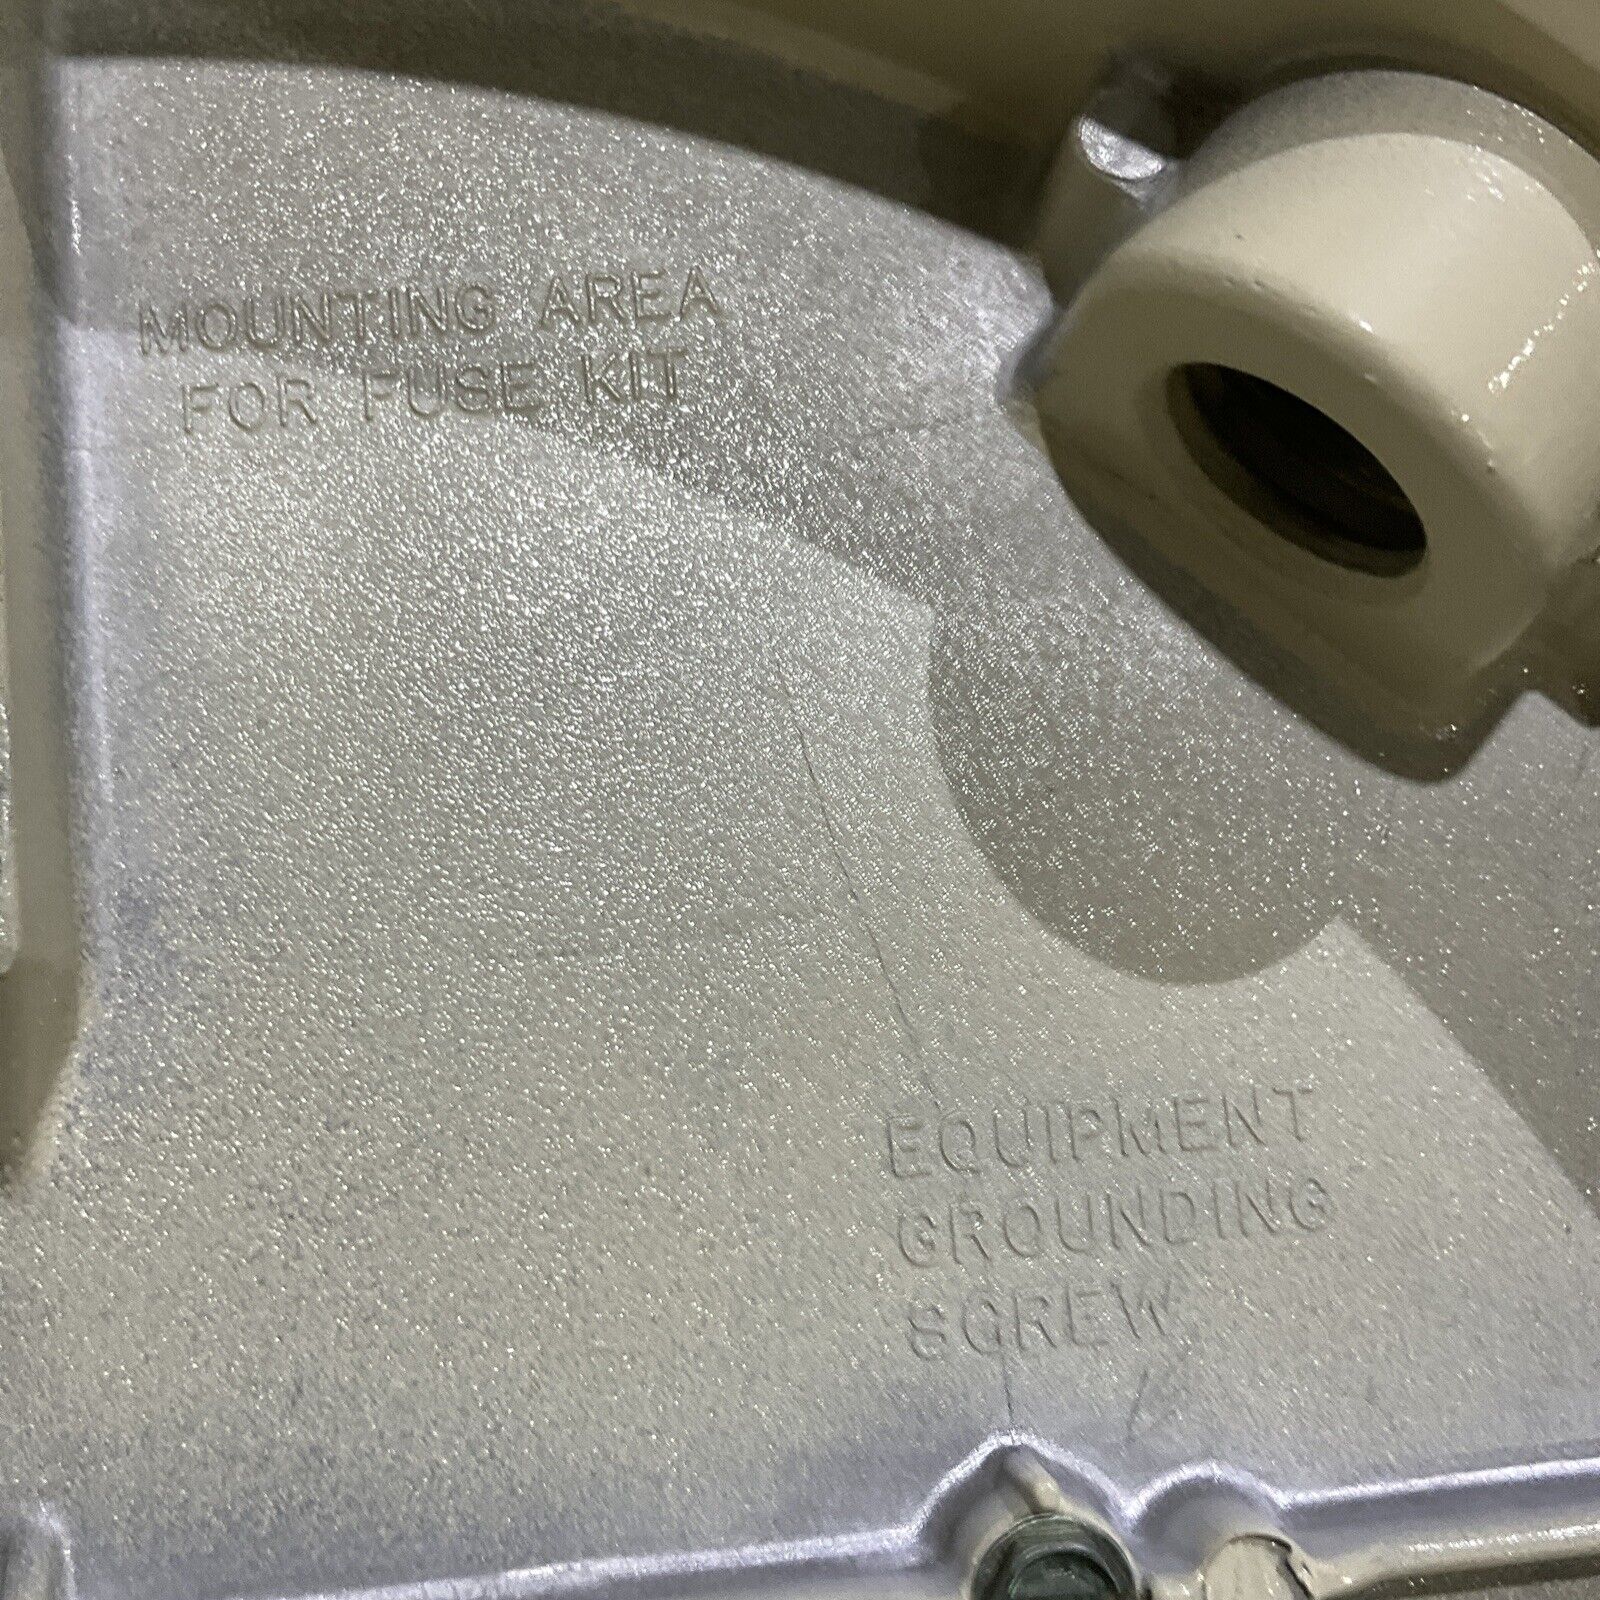 MOUNTING AREA
FOR FUSE KIT
EQUIPMENT
GROUNDING
SCREW